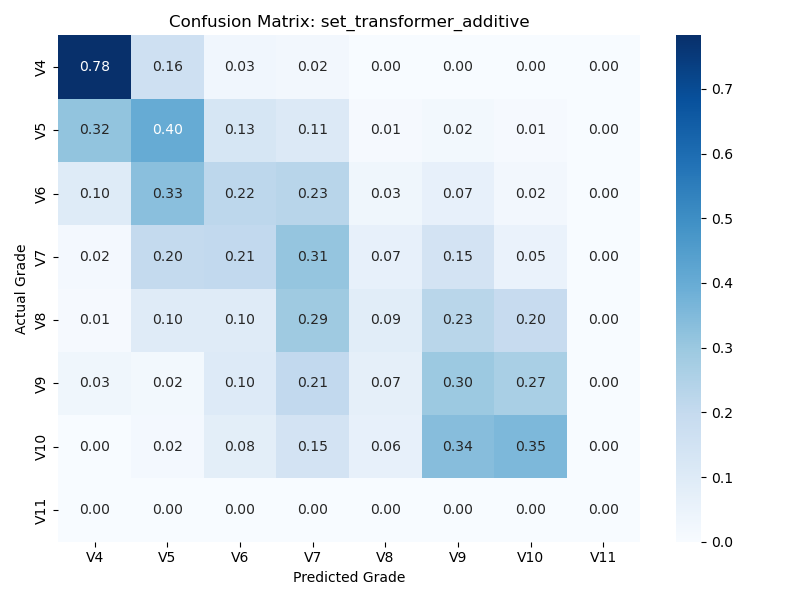 Confusion Matrix: set_transformer_additive
V4 0.78 0.16 0.03 0.02 0.00 0.00 0.00 0.00
V5 0.32 0.40 0.13 0.11 0.01 0.02 0.01 0.00
V6 0.10 0.33 0.22 0.23 0.03 0.07 0.02 0.00
V7 0.02 0.20 0.21 0.31 0.07 0.15 0.05 0.00
V8 0.01 0.10 0.10 0.29 0.09 0.23 0.20 0.00
V9 0.03 0.02 0.10 0.21 0.07 0.30 0.27 0.00
V10 0.00 0.02 0.08 0.15 0.06 0.34 0.35 0.00
V11 0.00 0.00 0.00 0.00 0.00 0.00 0.00 0.00
V4 V5 V6 V7 V8 V9 V10 V11
Predicted Grade
Actual Grade
0.7
0.6
0.5
0.4
0.3
0.2
0.1
0.0